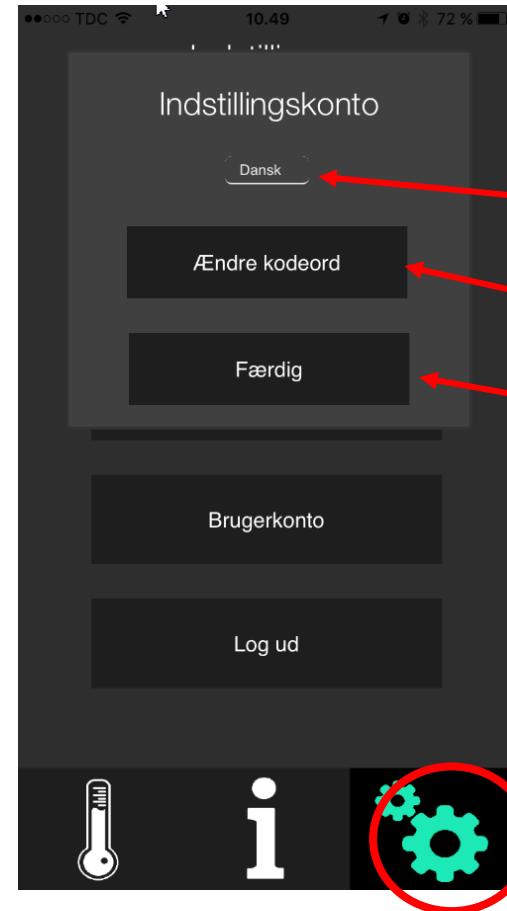 TDC 10.49 72 %
Indstillingskonto
Dansk
Ændre kodeord
Færdig
Brugerkonto
Log ud